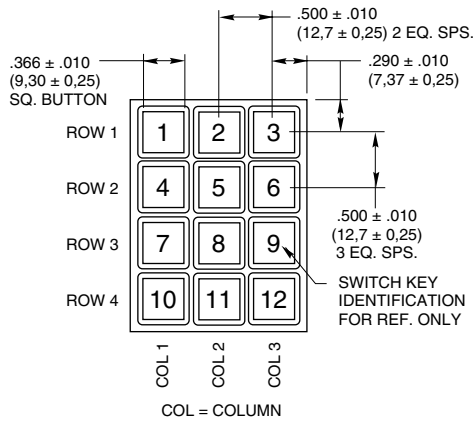 .500 ± .010
(12,7 ± 0,25) 2 EQ. SPS.
.366 ± .010
(9,30 ± 0,25)
SQ. BUTTON
.290 ± .010
(7,37 ± 0,25)
ROW 1
1
2
3
ROW 2
4
5
6
.500 ± .010
(12,7 ± 0,25)
3 EQ. SPS.
ROW 3
7
8
9
SWITCH KEY
IDENTIFICATION
FOR REF. ONLY
ROW 4
10
11
12
COL 1
COL 2
COL 3
COL = COLUMN